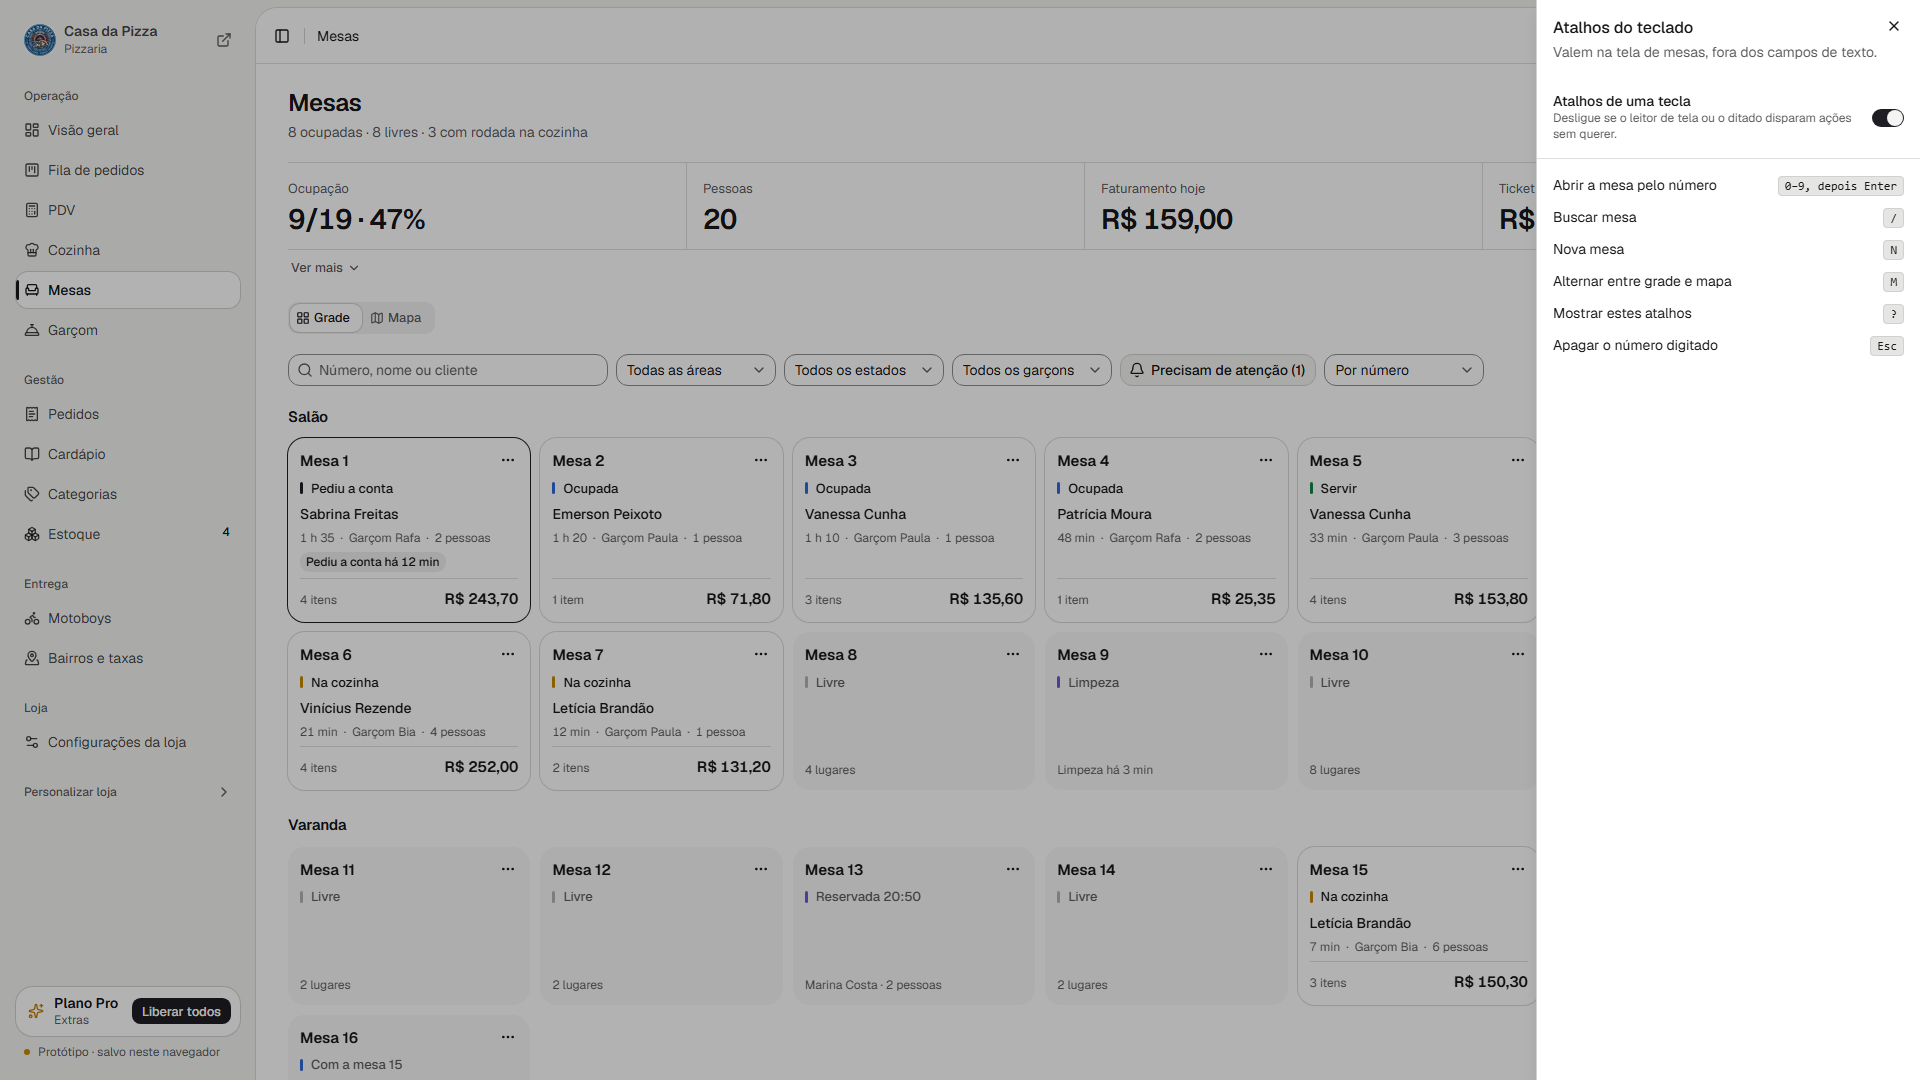 Casa da Pizza
Pizzaria
Operação
Visão geral
Fila de pedidos
PDV
Cozinha
Mesas
Garçom
Gestão
Pedidos
Cardápio
Categorias
Estoque 4
Entrega
Motoboys
Bairros e taxas
Loja
Configurações da loja
Personalizar loja
Plano Pro
Extras
Liberar todos
Protótipo · salvo neste navegador
Mesas
Mesas
8 ocupadas · 8 livres · 3 com rodada na cozinha
Ocupação
9/19 · 47%
Pessoas
20
Faturamento hoje
R$ 159,00
Ticket
R$
Ver mais
Grade
Mapa
Número, nome ou cliente
Todas as áreas
Todos os estados
Todos os garçons
Precisam de atenção (1)
Por número
Salão
Mesa 1
Pediu a conta
Sabrina Freitas
1 h 35 · Garçom Rafa · 2 pessoas
Pediu a conta há 12 min
4 itens R$ 243,70
Mesa 2
Ocupada
Emerson Peixoto
1 h 20 · Garçom Paula · 1 pessoa
1 item R$ 71,80
Mesa 3
Ocupada
Vanessa Cunha
1 h 10 · Garçom Paula · 1 pessoa
3 itens R$ 135,60
Mesa 4
Ocupada
Patrícia Moura
48 min · Garçom Rafa · 2 pessoas
1 item R$ 25,35
Mesa 5
Servir
Vanessa Cunha
33 min · Garçom Paula · 3 pessoas
4 itens R$ 153,80
Mesa 6
Na cozinha
Vinícius Rezende
21 min · Garçom Bia · 4 pessoas
4 itens R$ 252,00
Mesa 7
Na cozinha
Letícia Brandão
12 min · Garçom Paula · 1 pessoa
2 itens R$ 131,20
Mesa 8
Livre
4 lugares
Mesa 9
Limpeza
Limpeza há 3 min
Mesa 10
Livre
8 lugares
Varanda
Mesa 11
Livre
2 lugares
Mesa 12
Livre
2 lugares
Mesa 13
Reservada 20:50
Marina Costa · 2 pessoas
Mesa 14
Livre
2 lugares
Mesa 15
Na cozinha
Letícia Brandão
7 min · Garçom Bia · 6 pessoas
3 itens R$ 150,30
Mesa 16
Com a mesa 15
Atalhos do teclado
Valem na tela de mesas, fora dos campos de texto.
Atalhos de uma tecla
Desligue se o leitor de tela ou o ditado disparam ações
sem querer.
Abrir a mesa pelo número 0–9, depois Enter
Buscar mesa /
Nova mesa N
Alternar entre grade e mapa M
Mostrar estes atalhos ?
Apagar o número digitado Esc